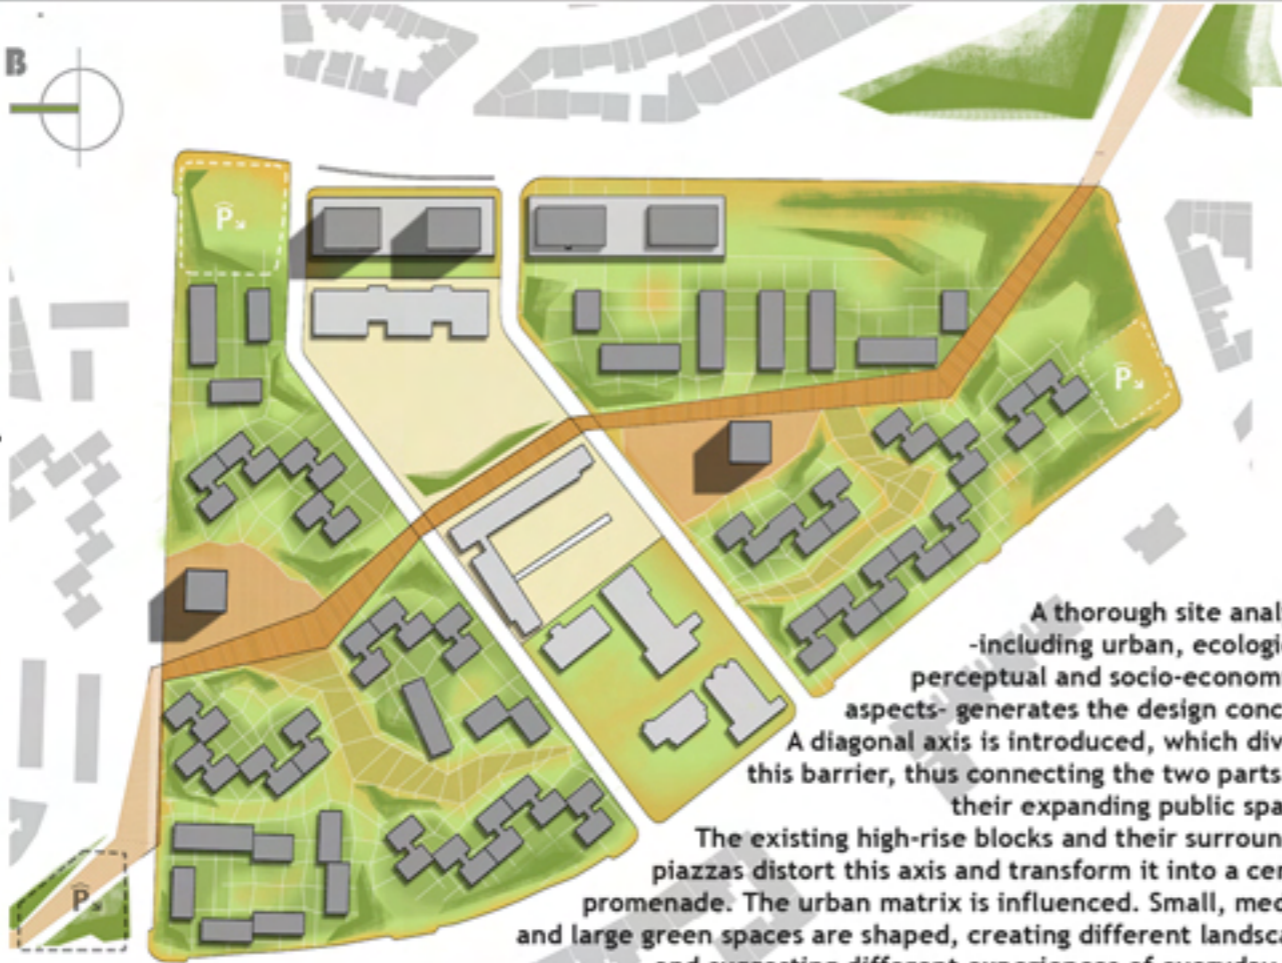 B
P
P
P
A thorough site anal
-including urban, ecologi
perceptual and socio-econom
aspects- generates the design conc
A diagonal axis is introduced, which div
this barrier, thus connecting the two parts
their expanding public spa
The existing high-rise blocks and their surroun
piazzas distort this axis and transform it into a cer
promenade. The urban matrix is influenced. Small, med
and large green spaces are shaped, creating different landsca